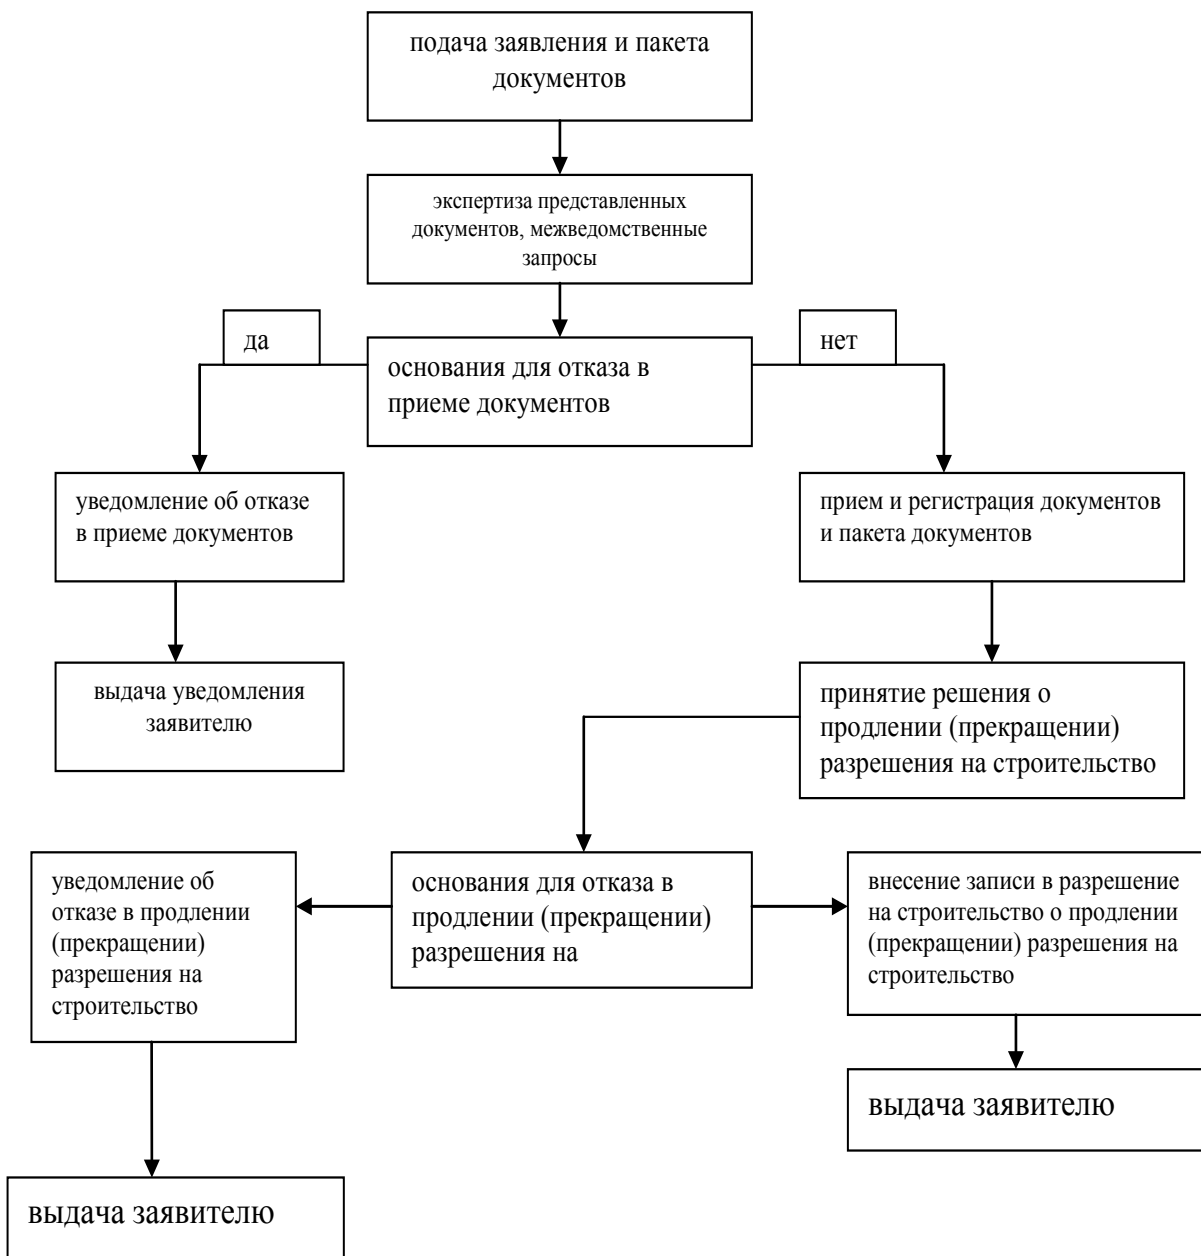 подача заявления и пакета
документов
экспертиза представленных
документов, межведомственные
запросы
да
нет
основания для отказа в
приеме документов
уведомление об отказе
в приеме документов
прием и регистрация документов
и пакета документов
выдача уведомления
заявителю
принятие решения о
продлении (прекращении)
разрешения на строительство
уведомление об
отказе в продлении
(прекращении)
разрешения на
строительство
основания для отказа в
продлении (прекращении)
разрешения на
внесение записи в разрешение
на строительство о продлении
(прекращении) разрешения на
строительство
выдача заявителю
выдача заявителю